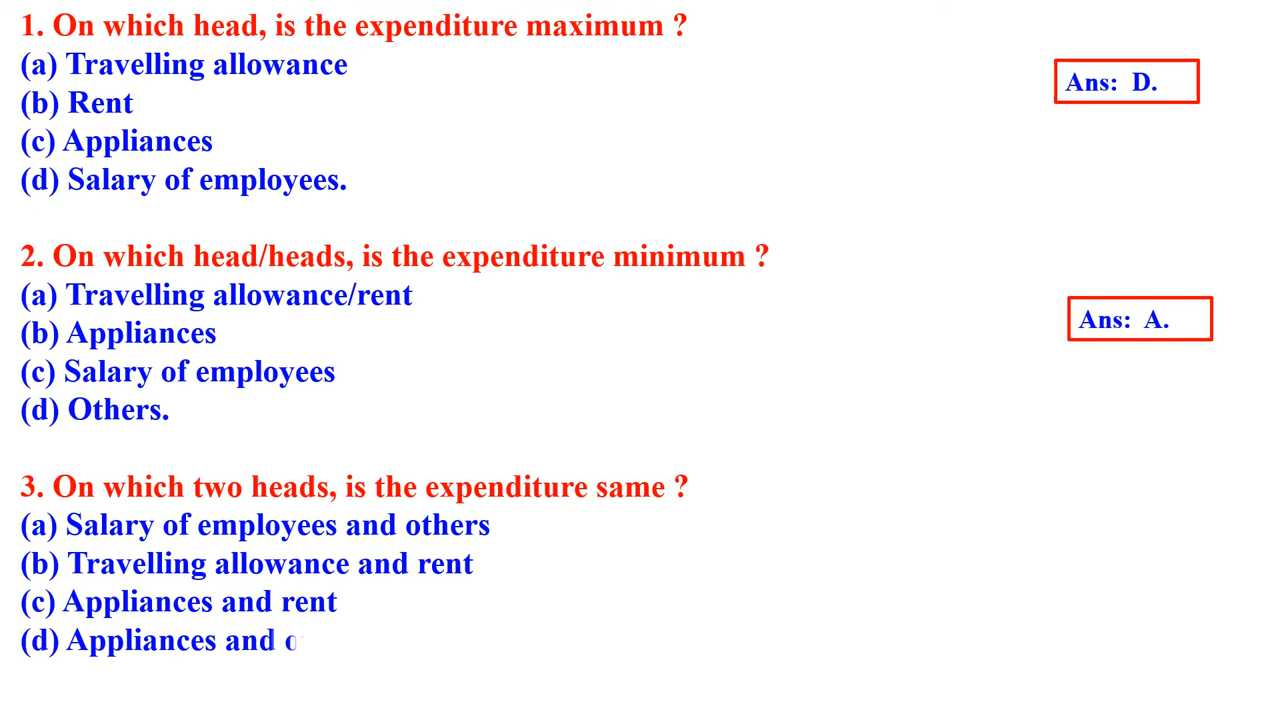 1. On which head, is the expenditure maximum ?
(a) Travelling allowance
Ans: D.
(b) Rent
(c) Appliances
(d) Salary of employees.
2. On which head/heads, is the expenditure minimum ?
(a) Travelling allowance/rent
Ans: A.
(b) Appliances
(c) Salary of employees
(d) Others.
3. On which two heads, is the expenditure same ?
(a) Salary of employees and others
(b) Travelling allowance and rent
(c) Appliances and rent
(d) Appliances and